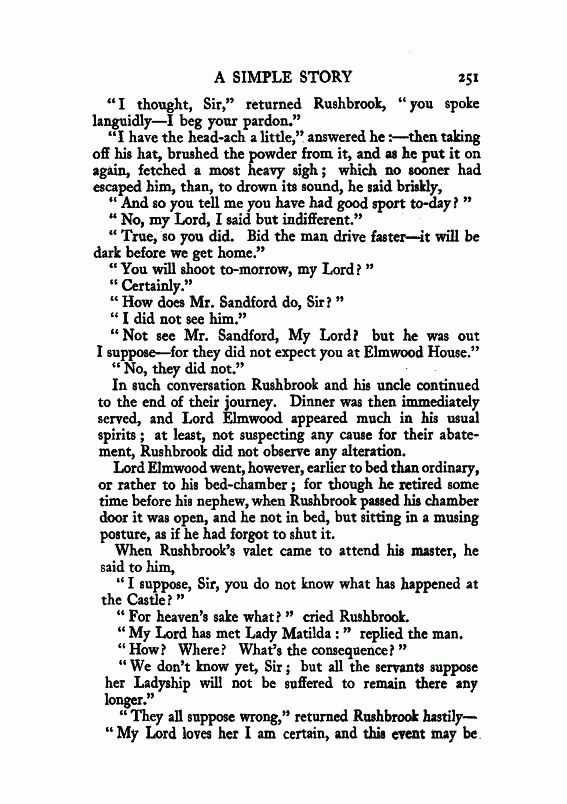 A SIMPLE STORY 251
“I thought, Sir,” returned Rushbrook, “you spoke
languidly—I beg your pardon.”
“I have the head-ach a little,” answered he :—then taking
off his hat, brushed the powder from it, and as he put it on
again, fetched a most heavy sigh ; which no sooner had
escaped him, than, to drown its sound, he said briskly,
“And so you tell me you have had good sport to-day? ”
“No, my Lord, I said but indifferent.”
“True, so you did. Bid the man drive faster—it will be
dark before we get home.”
“You will shoot to-morrow, my Lord? ”
“Certainly.”
“How does Mr. Sandford do, Sir? ”
“I did not see him.”
“Not see Mr. Sandford, My Lord? but he was out
I suppose—for they did not expect you at Elmwood House.”
“No, they did not.”
In such conversation Rushbrook and his uncle continued
to the end of their journey. Dinner was then immediately
served, and Lord Elmwood appeared much in his usual
spirits ; at least, not suspecting any cause for their abate-
ment, Rushbrook did not observe any alteration.
Lord Elmwood went, however, earlier to bed than ordinary,
or rather to his bed-chamber ; for though he retired some
time before his nephew, when Rushbrook passed his chamber
door it was open, and he not in bed, but sitting in a musing
posture, as if he had forgot to shut it.
When Rushbrook’s valet came to attend his master, he
said to him,
“I suppose, Sir, you do not know what has happened at
the Castle? ”
“For heaven’s sake what? ” cried Rushbrook.
“My Lord has met Lady Matilda : ” replied the man.
“How? Where? What’s the consequence? ”
“We don’t know yet, Sir ; but all the servants suppose
her Ladyship will not be suffered to remain there any
longer.”
“They all suppose wrong,” returned Rushbrook hastily—
“My Lord loves her I am certain, and this event may be